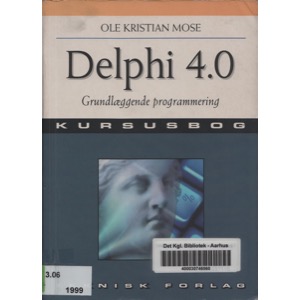 OLE KRISTIAN MOSE
Delphi 4.0
Grundlæggende programmering
KURSUSBOG
Det Kgl. Bibliotek - Aarhus
3.06
1999
NISK FORLAG